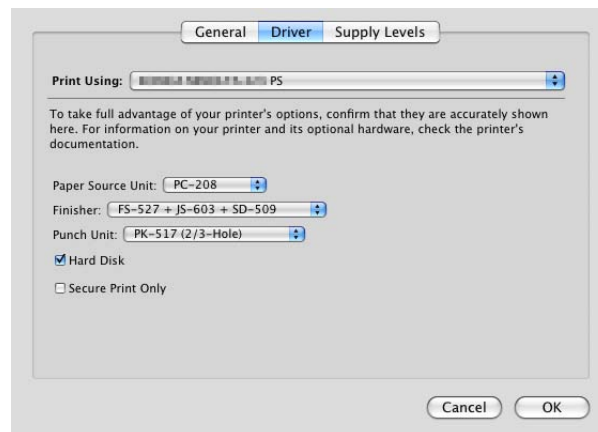 General Driver Supply Levels
Print Using: PS
To take full advantage of your printer's options, confirm that they are accurately shown
here. For information on your printer and its optional hardware, check the printer's
documentation.
Paper Source Unit: PC-208
Finisher: FS-527 + JS-603 + SD-509
Punch Unit: PK-517 (2/3-Hole)
Hard Disk
Secure Print Only
Cancel OK